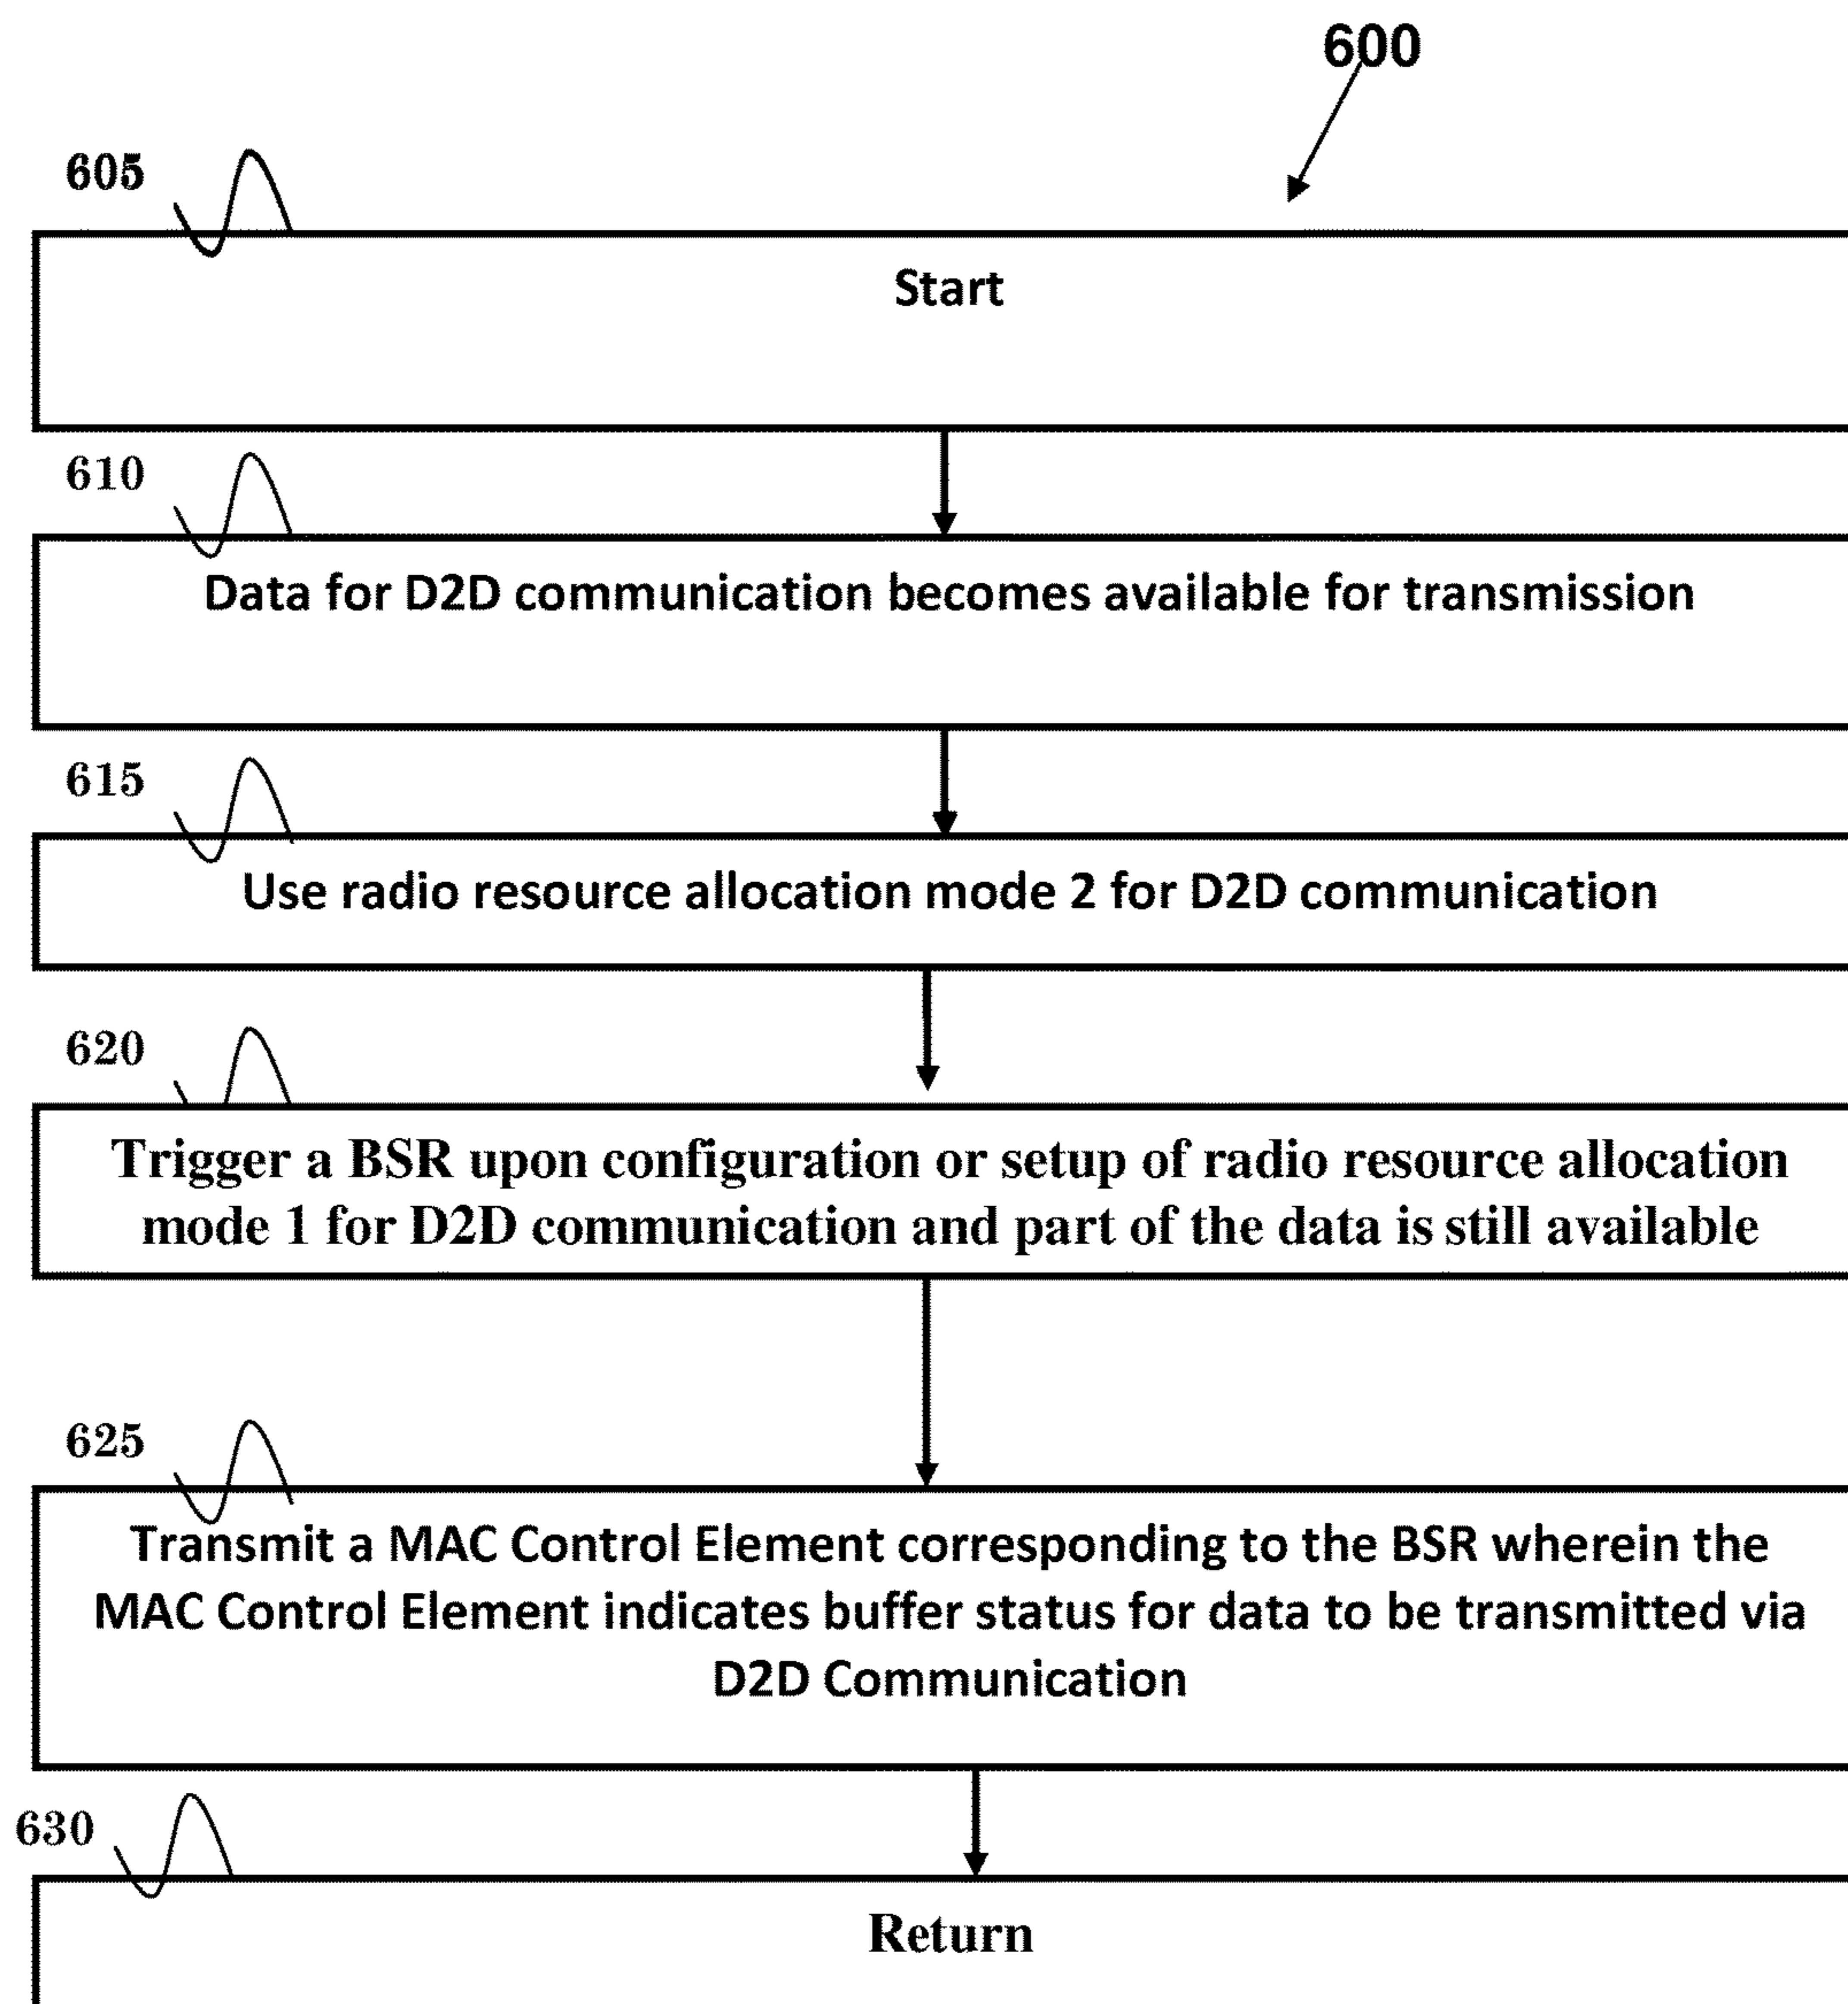 600
605
Start
610
Data for D2D communication becomes available for transmission
615
Use radio resource allocation mode 2 for D2D communication
620
Trigger a BSR upon configuration or setup of radio resource allocation
mode 1 for D2D communication and part of the data is still available
625
Transmit a MAC Control Element corresponding to the BSR wherein the
MAC Control Element indicates buffer status for data to be transmitted via
D2D Communication
630
Return